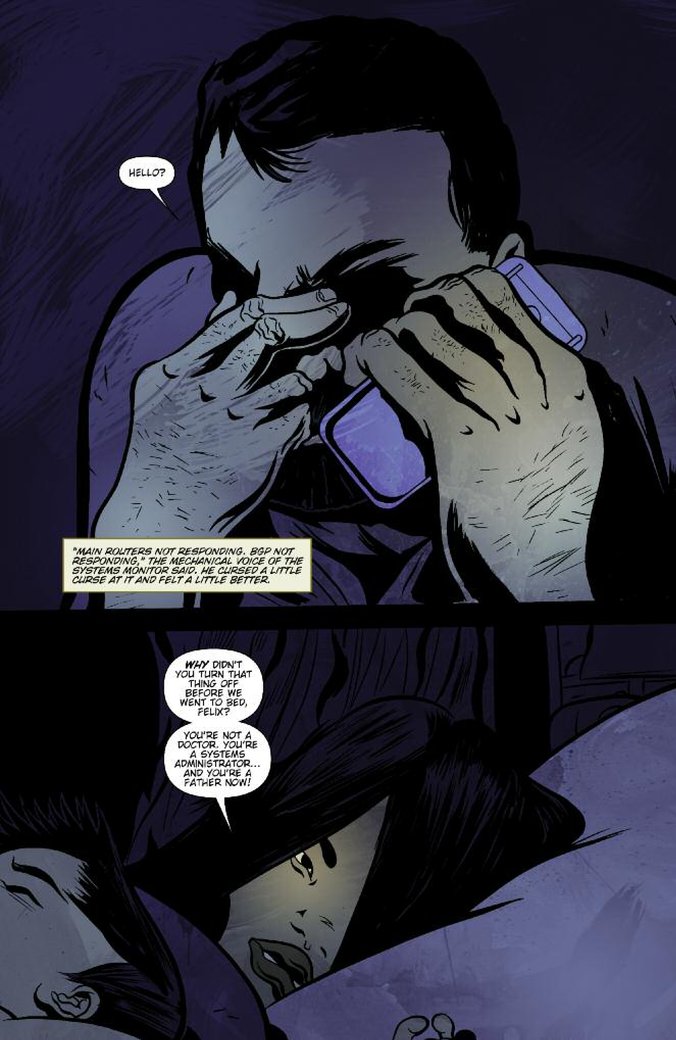 HELLO?
"MAIN ROUTERS NOT RESPONDING. BGP NOT
RESPONDING," THE MECHANICAL VOICE OF THE
SYSTEMS MONITOR SAID. HE CURSED A LITTLE
CURSE AT IT AND FELT A LITTLE BETTER.
WHY DIDN'T
YOU TURN THAT
THING OFF
BEFORE WE
WENT TO BED,
FELIX?
YOU'RE NOT A
DOCTOR. YOU'RE
A SYSTEMS
ADMINISTRATOR...
AND YOU'RE A
FATHER NOW!